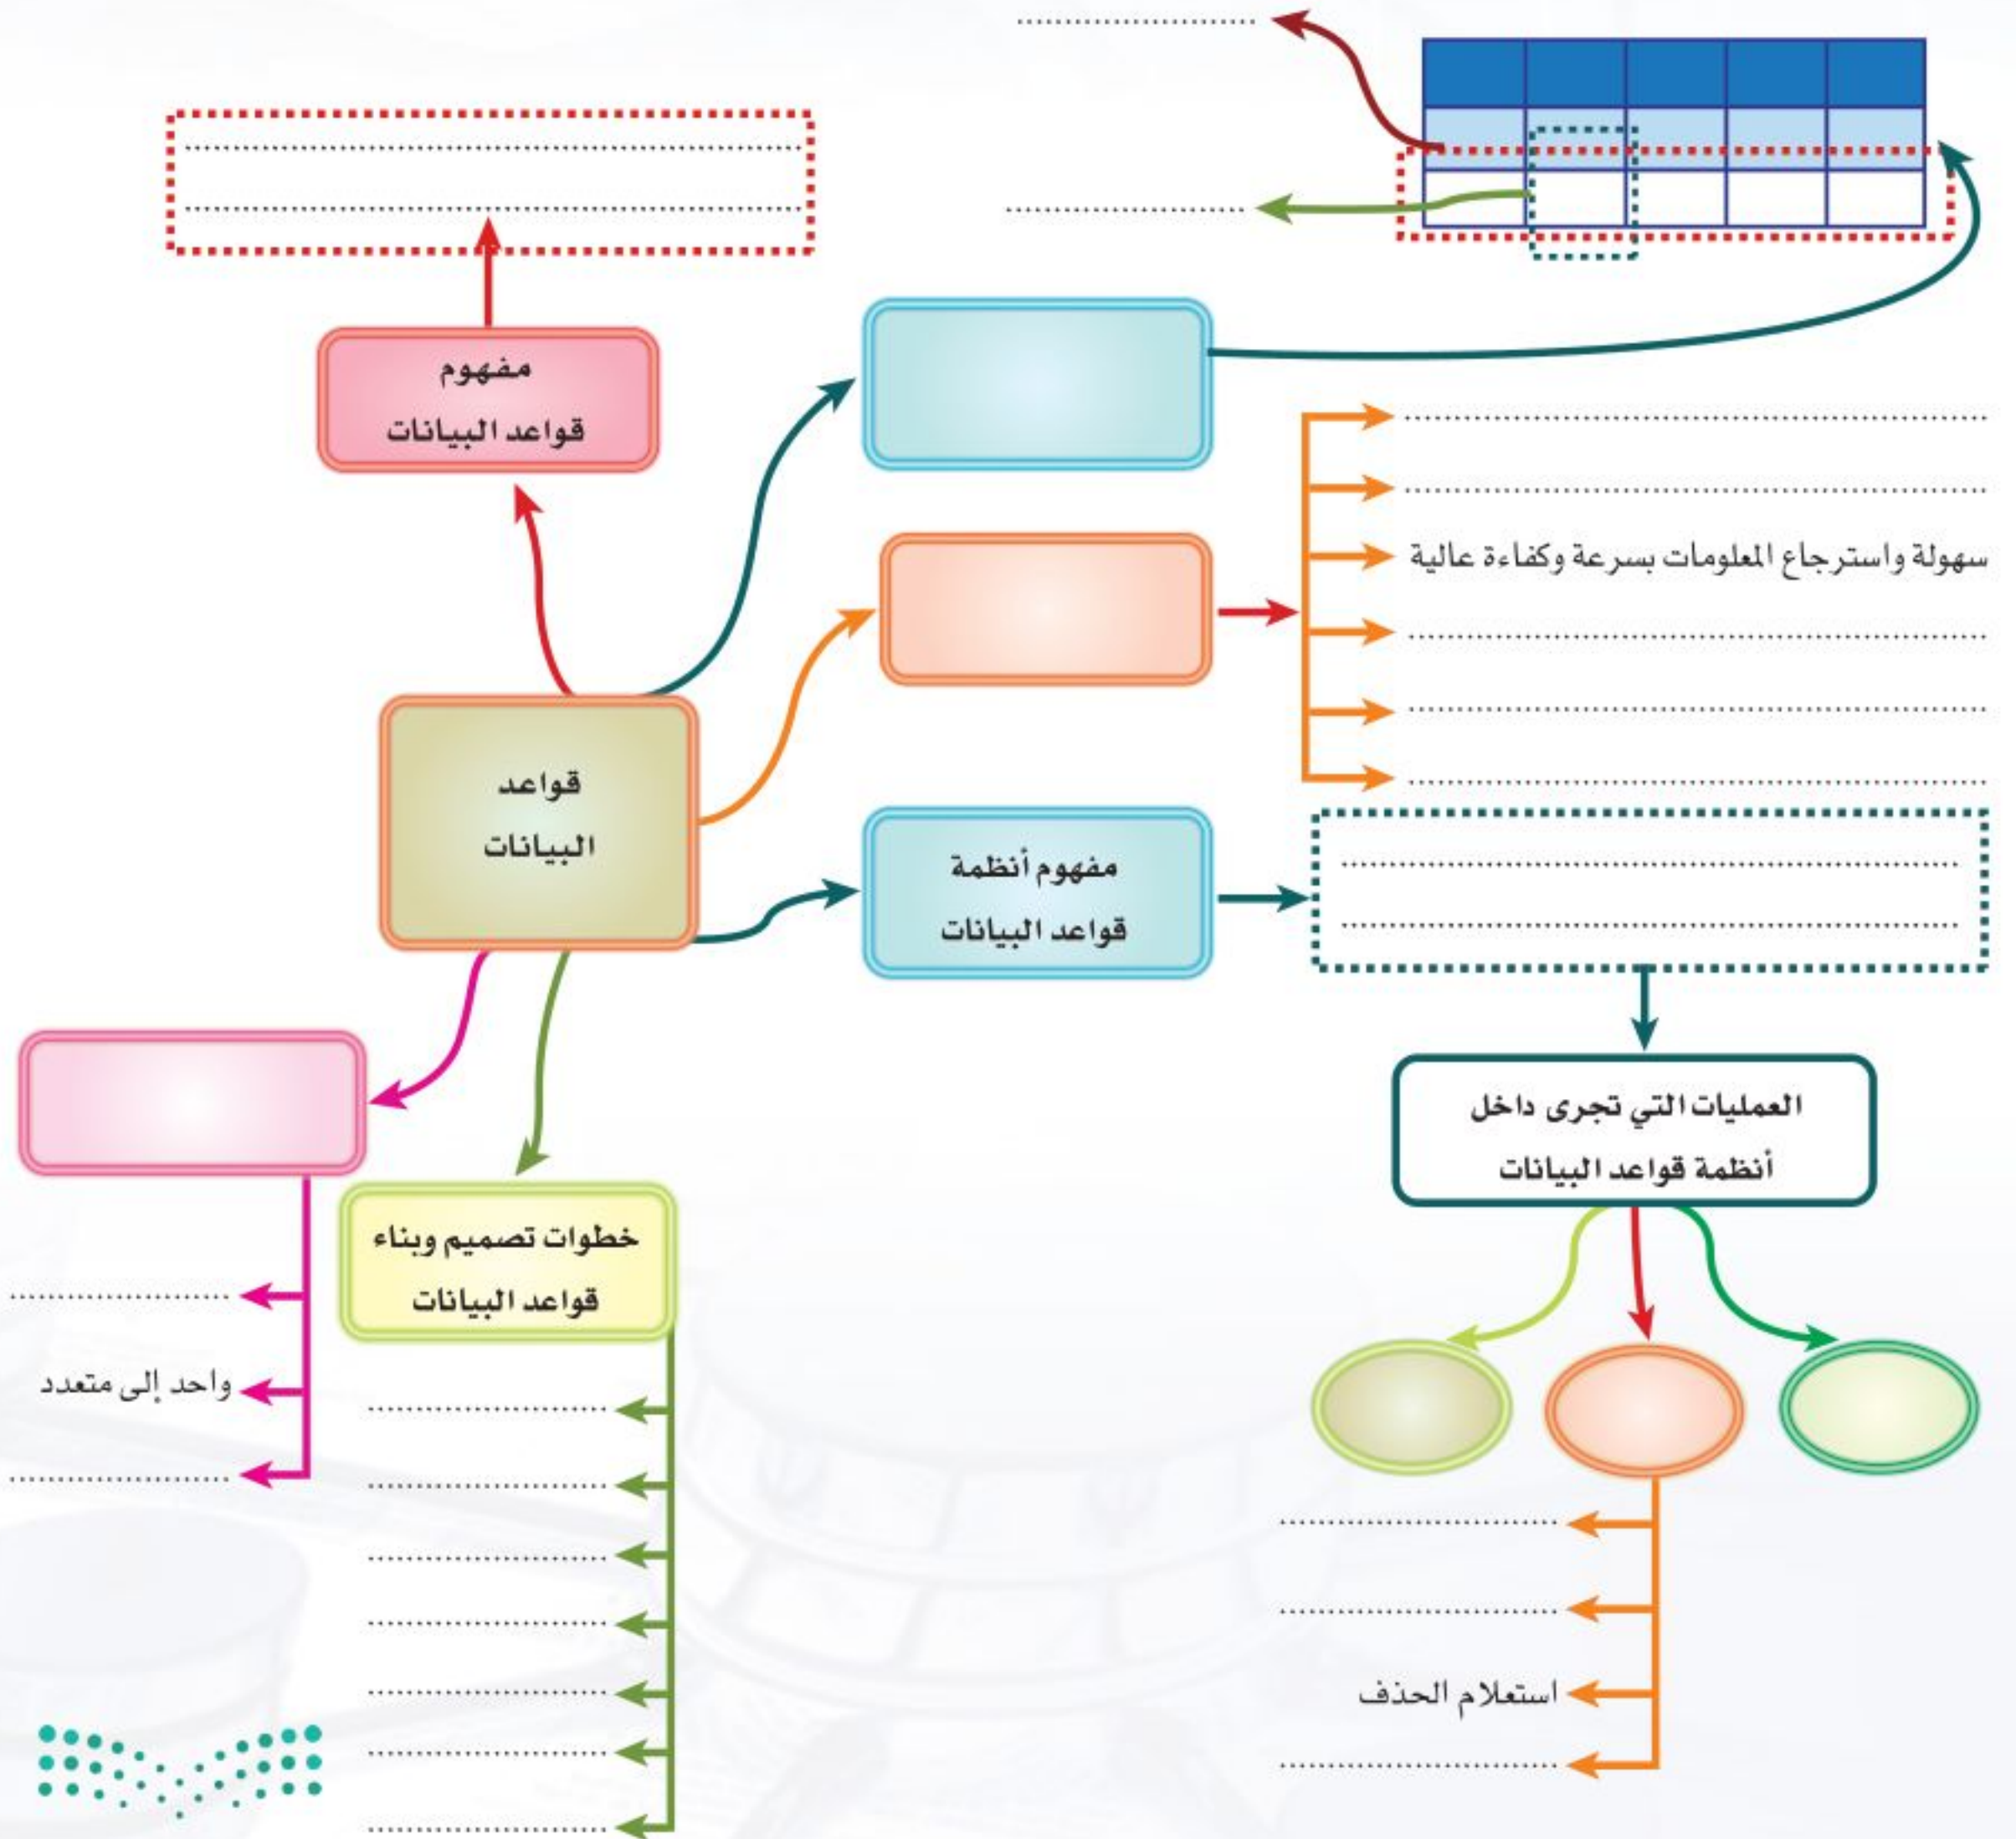 مفهوم
قواعد البيانات
سهولة واسترجاع المعلومات بسرعة وكفاءة عالية
قواعد
البيانات
مفهوم أنظمة
قواعد البيانات
العمليات التي تجرى داخل
أنظمة قواعد البيانات
خطوات تصميم وبناء
قواعد البيانات
واحد إلى متعدد
استعلام الحذف